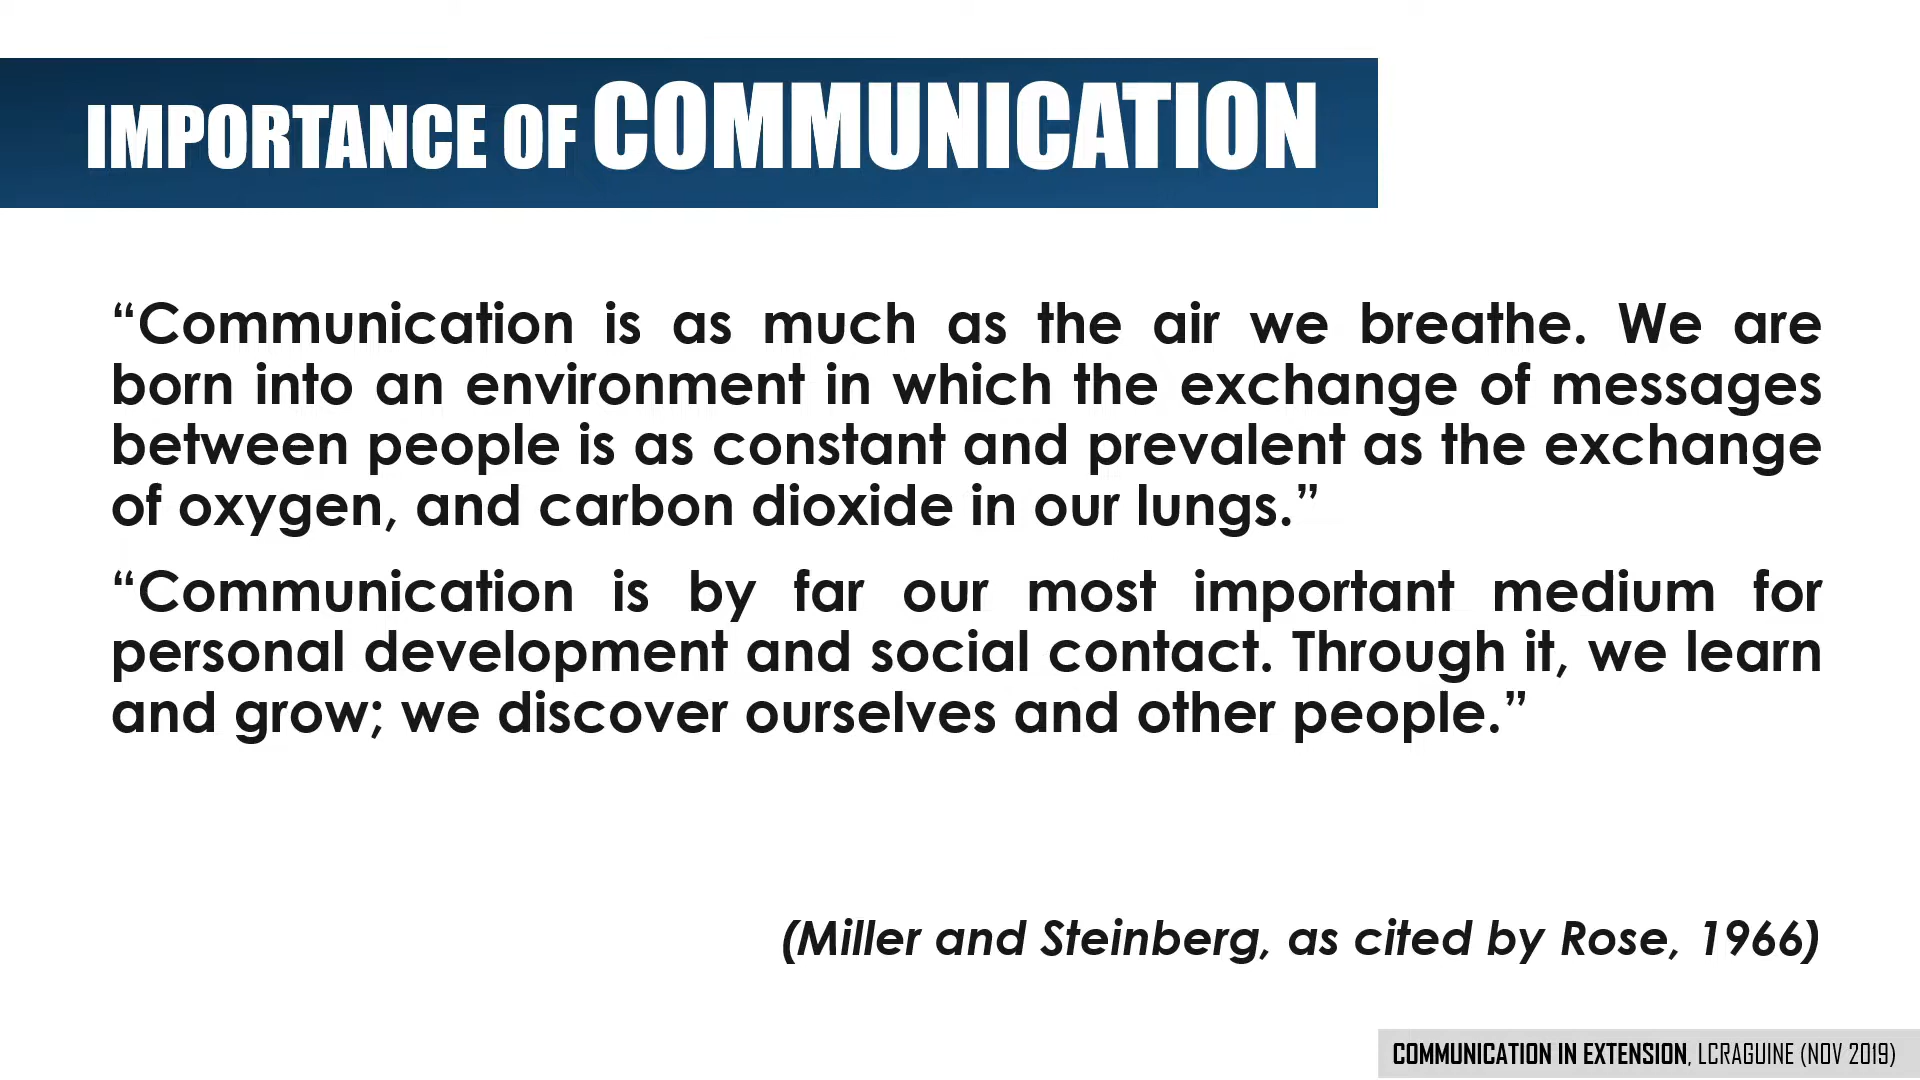 IMPORTANCE OF COMMUNICATION
“Communication is as much as the air we breathe. We are
born into an environment in which the exchange of messages
between people is as constant and prevalent as the exchange
of oxygen, and carbon dioxide in our lungs.”
“Communication is by far our most important medium for
personal development and social contact. Through it, we learn
and grow; we discover ourselves and other people.”
(Miller and Steinberg, as cited by Rose, 1966)
COMMUNICATION IN EXTENSION, LCRAGUINE (NOV 2019)